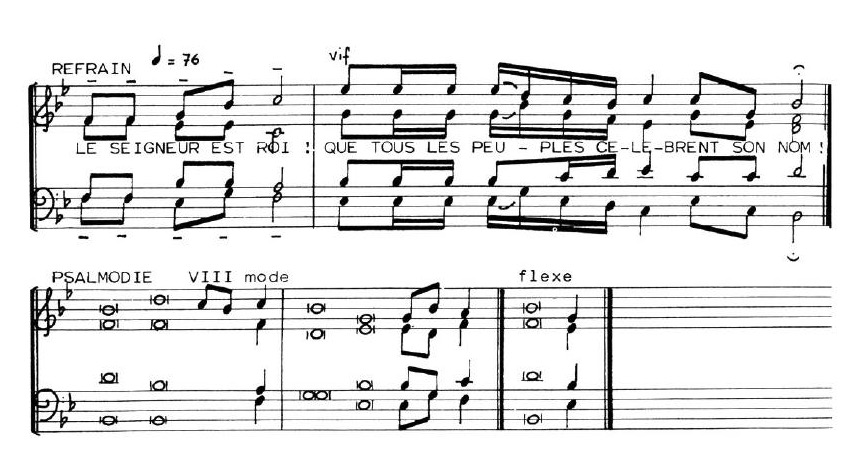 REFRAIN ♩ = 76 vif
LE SEIGNEUR EST ROI ! QUE TOUS LES PEU - PLES CE-LE-BRENT SON NOM !
PSALMODIE VIII mode flexe